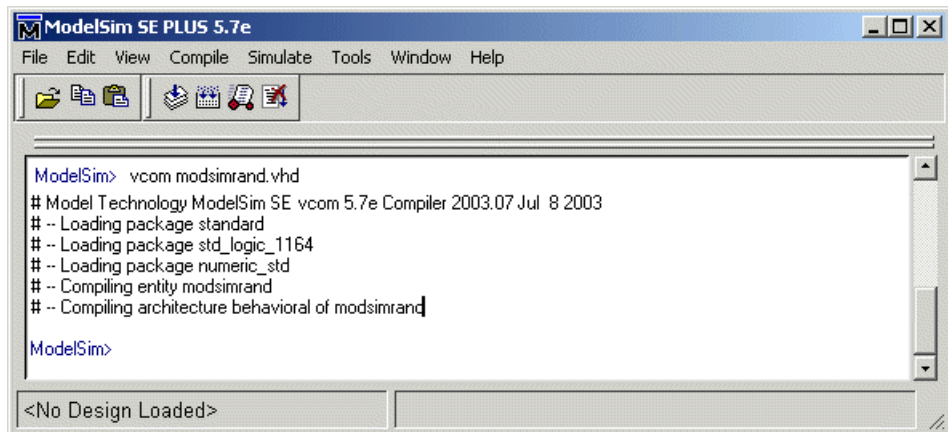 ModelSim SE PLUS 5.7e
File Edit View Compile Simulate Tools Window Help
ModelSim> vcom modsimrand.vhd
# Model Technology ModelSim SE vcom 5.7e Compiler 2003.07 Jul 8 2003
# -- Loading package standard
# -- Loading package std_logic_1164
# -- Loading package numeric_std
# -- Compiling entity modsimrand
# -- Compiling architecture behavioral of modsimrand
ModelSim>
<No Design Loaded>